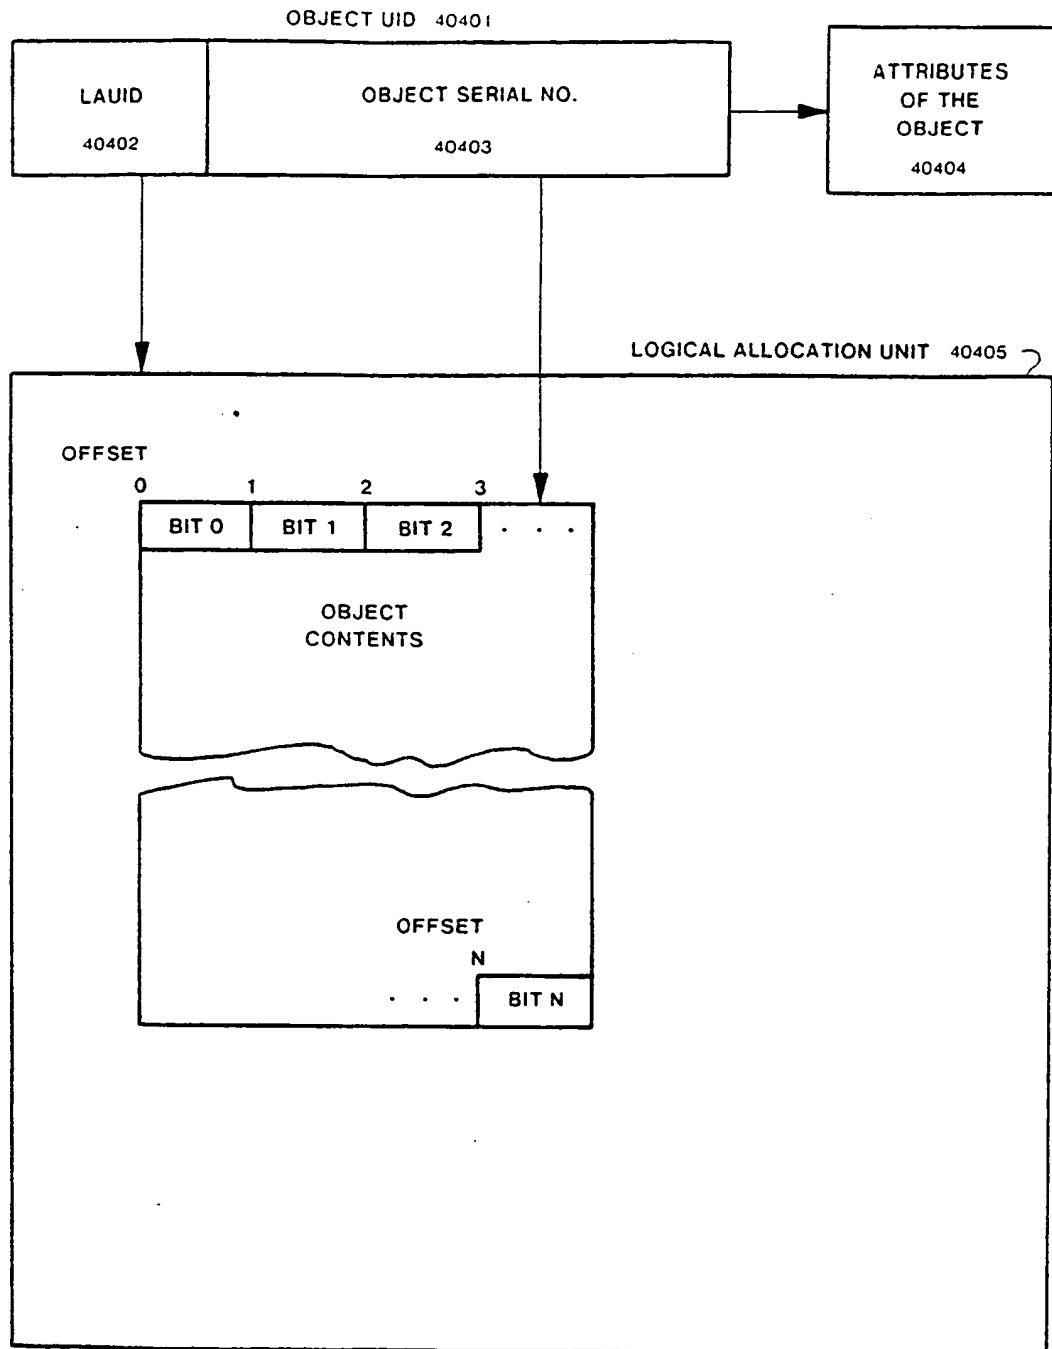 OBJECT UID 40401
LAUID
40402
OBJECT SERIAL NO.
40403
ATTRIBUTES
OF THE
OBJECT
40404
LOGICAL ALLOCATION UNIT 40405
OFFSET
0 1 2 3
BIT 0 BIT 1 BIT 2 . . .
OBJECT
CONTENTS
OFFSET
N
. . . BIT N